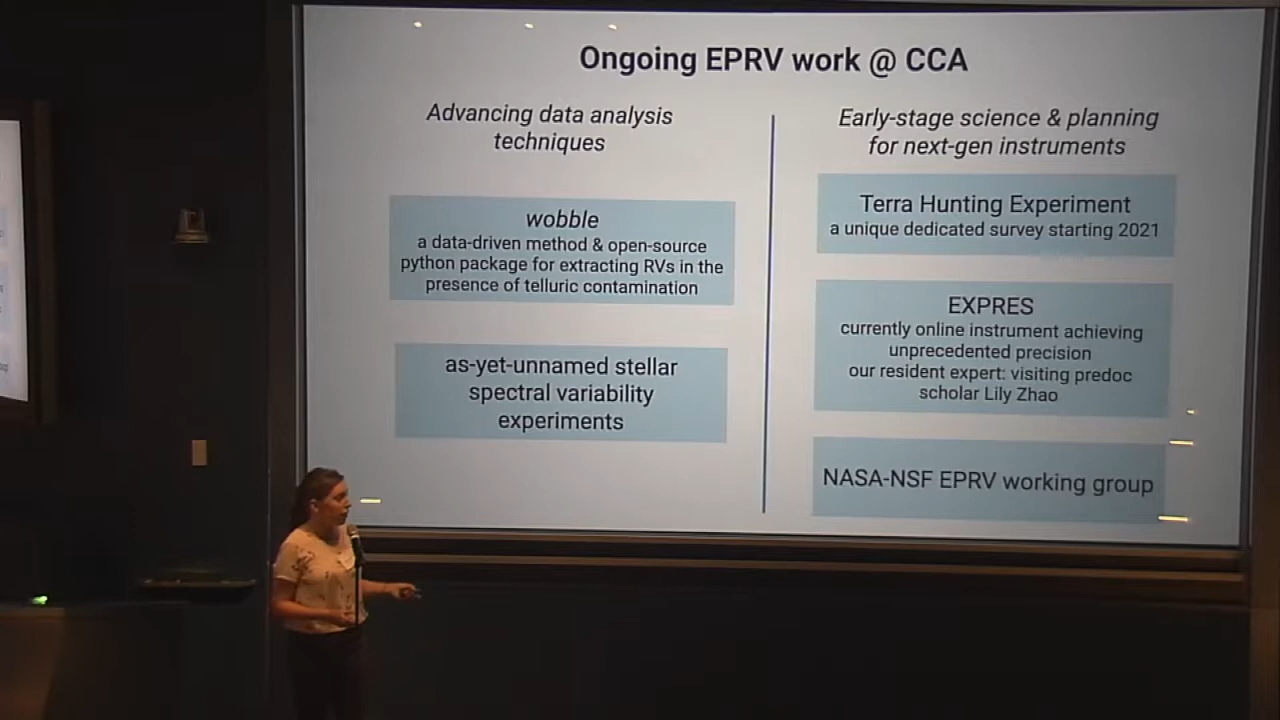 Ongoing EPRV work @ CCA
Advancing data analysis
techniques
wobble
a data-driven method & open-source
python package for extracting RVs in the
presence of telluric contamination
as-yet-unnamed stellar
spectral variability
experiments
Early-stage science & planning
for next-gen instruments
Terra Hunting Experiment
a unique dedicated survey starting 2021
EXPRES
currently online instrument achieving
unprecedented precision
our resident expert: visiting predoc
scholar Lily Zhao
NASA-NSF EPRV working group